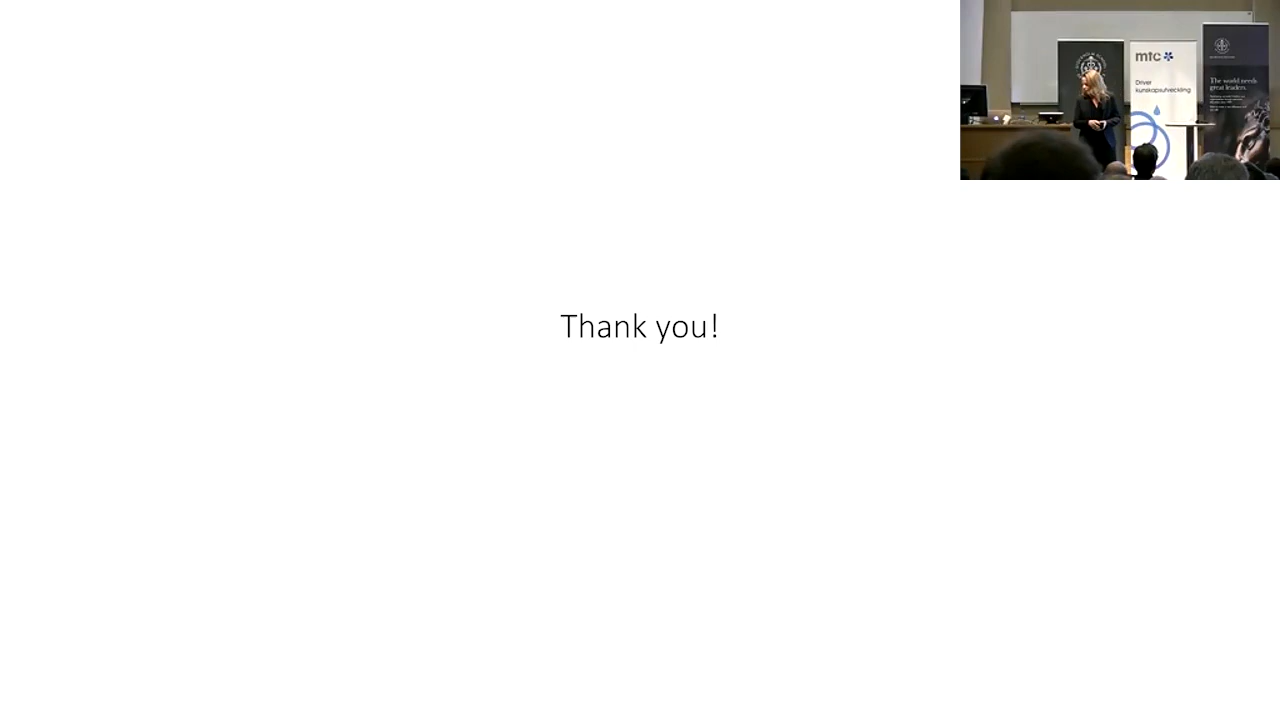 Thank you!
mtc
Driver
kunskapsutveckling
The world needs
great leaders.